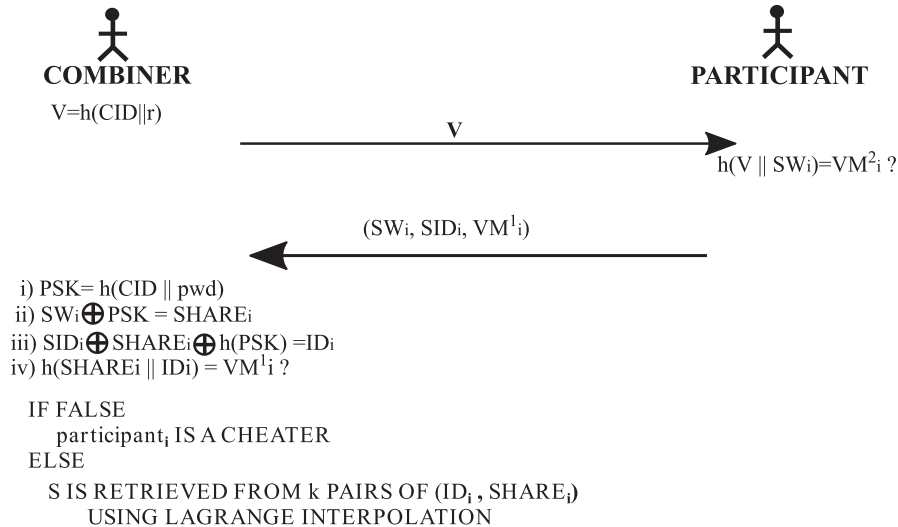 COMBINER
PARTICIPANT
V=h(CID||r)
V
h(V || SWi)=VM²i ?
(SWi, SIDi, VM¹i)
i) PSK= h(CID || pwd)
ii) SWi⊕PSK = SHAREi
iii) SIDi⊕SHAREi⊕h(PSK) =IDi
iv) h(SHAREi || IDi) = VM¹i ?
IF FALSE
participanti IS A CHEATER
ELSE
S IS RETRIEVED FROM k PAIRS OF (IDi , SHAREi)
USING LAGRANGE INTERPOLATION